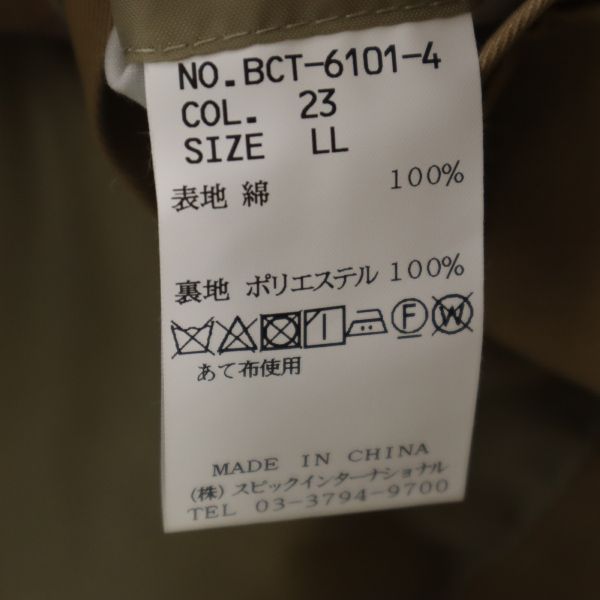 NO.BCT-6101-4
COL. 23
SIZE LL
表地 綿 100%
裏地 ポリエステル 100%
F W
あて布使用
MADE IN CHINA
(株)スピックインターナショナル
TEL 03-3794-9700